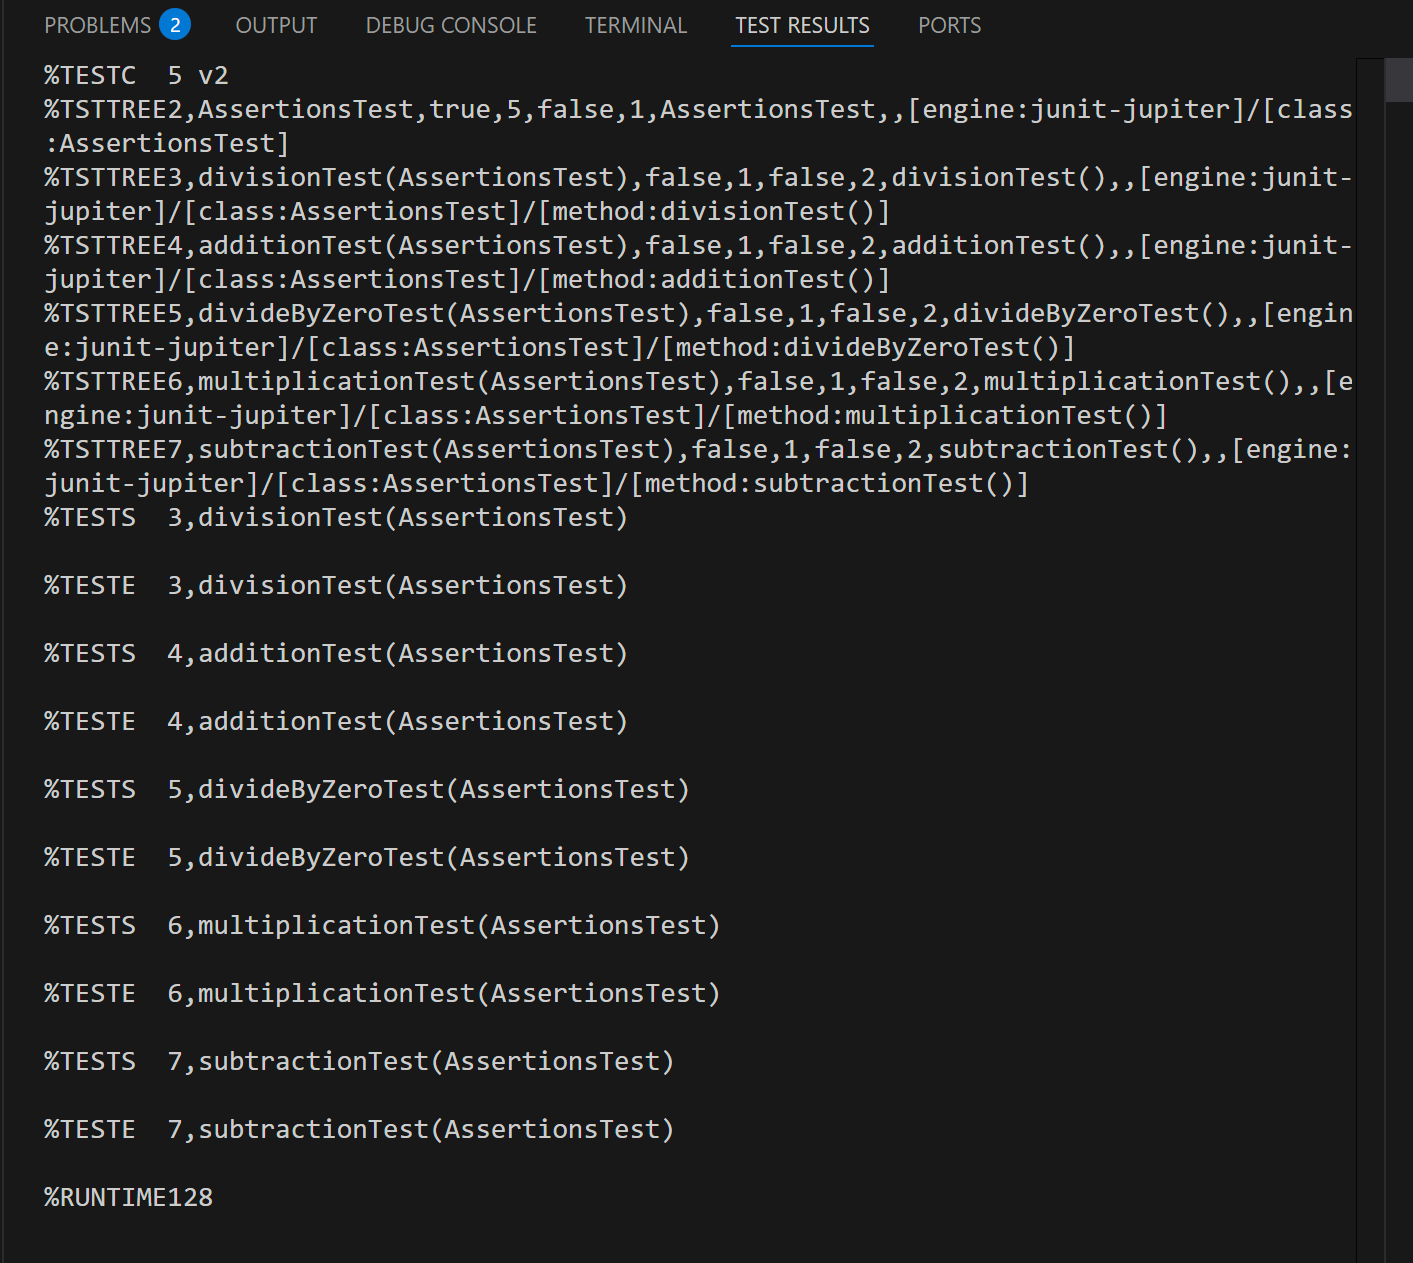 PROBLEMS 2 OUTPUT DEBUG CONSOLE TERMINAL TEST RESULTS PORTS
%TESTC  5 v2
%TSTTREE2,AssertionsTest,true,5,false,1,AssertionsTest,,[engine:junit-jupiter]/[class
:AssertionsTest]
%TSTTREE3,divisionTest(AssertionsTest),false,1,false,2,divisionTest(),,[engine:junit-
jupiter]/[class:AssertionsTest]/[method:divisionTest()]
%TSTTREE4,additionTest(AssertionsTest),false,1,false,2,additionTest(),,[engine:junit-
jupiter]/[class:AssertionsTest]/[method:additionTest()]
%TSTTREE5,divideByZeroTest(AssertionsTest),false,1,false,2,divideByZeroTest(),,[engin
e:junit-jupiter]/[class:AssertionsTest]/[method:divideByZeroTest()]
%TSTTREE6,multiplicationTest(AssertionsTest),false,1,false,2,multiplicationTest(),,[e
ngine:junit-jupiter]/[class:AssertionsTest]/[method:multiplicationTest()]
%TSTTREE7,subtractionTest(AssertionsTest),false,1,false,2,subtractionTest(),,[engine:
junit-jupiter]/[class:AssertionsTest]/[method:subtractionTest()]
%TESTS  3,divisionTest(AssertionsTest)
%TESTE  3,divisionTest(AssertionsTest)
%TESTS  4,additionTest(AssertionsTest)
%TESTE  4,additionTest(AssertionsTest)
%TESTS  5,divideByZeroTest(AssertionsTest)
%TESTE  5,divideByZeroTest(AssertionsTest)
%TESTS  6,multiplicationTest(AssertionsTest)
%TESTE  6,multiplicationTest(AssertionsTest)
%TESTS  7,subtractionTest(AssertionsTest)
%TESTE  7,subtractionTest(AssertionsTest)
%RUNTIME128